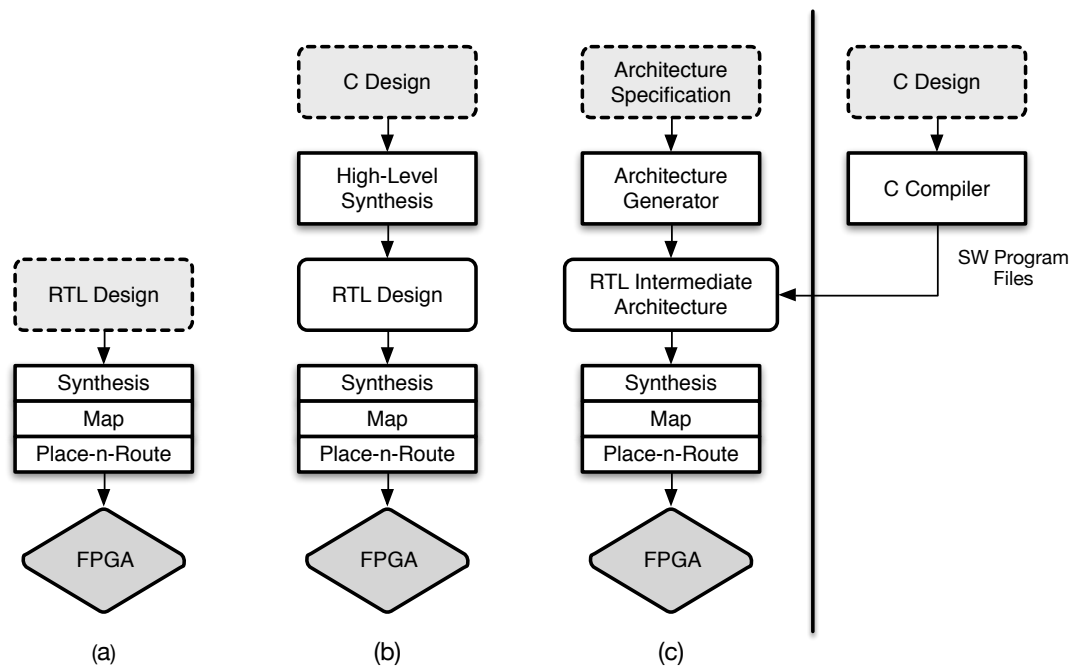 RTL Design
Synthesis
Map
Place-n-Route
FPGA
(a)
C Design
High-Level
Synthesis
RTL Design
Synthesis
Map
Place-n-Route
FPGA
(b)
Architecture
Specification
Architecture
Generator
RTL Intermediate
Architecture
Synthesis
Map
Place-n-Route
FPGA
(c)
C Design
C Compiler
SW Program
Files